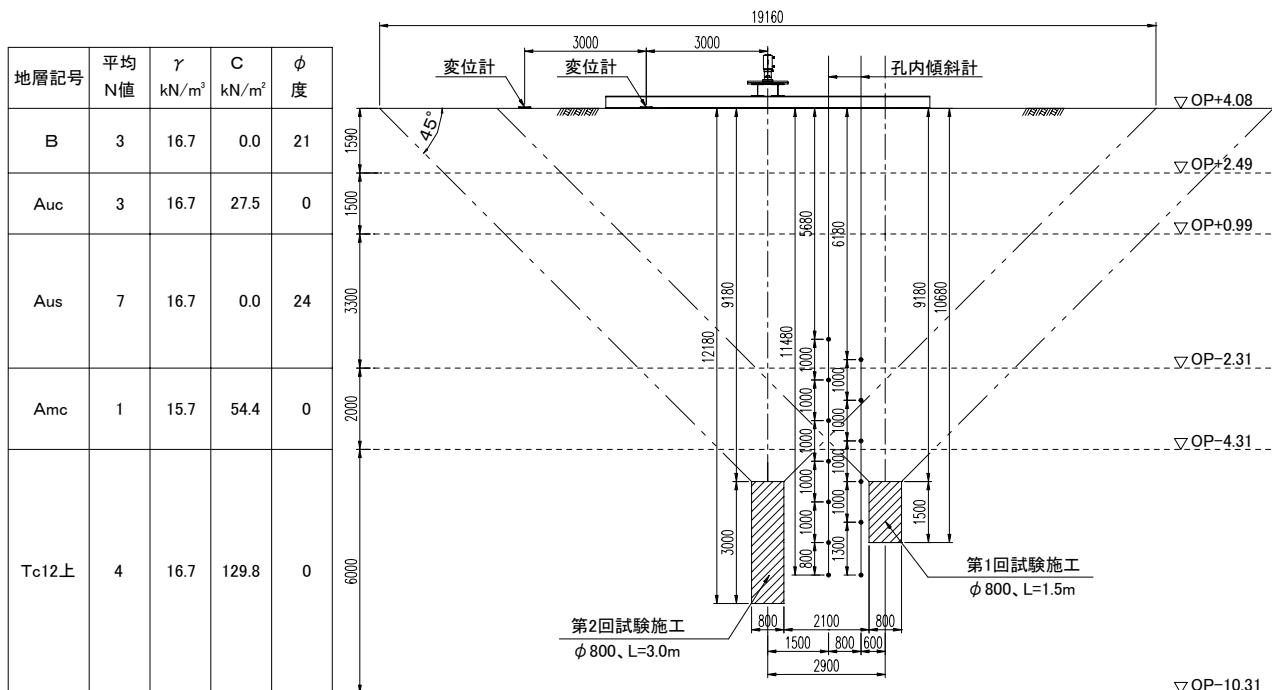 地層記号 平均N値 γ kN/m³ C kN/m² φ 度
B 3 16.7 0.0 21
Auc 3 16.7 27.5 0
Aus 7 16.7 0.0 24
Amc 1 15.7 54.4 0
Tc12上 4 16.7 129.8 0
1590
1500
3300
2000
6000
19160
3000 3000
変位計 変位計 孔内傾斜計
45°
▽OP+4.08
▽OP+2.49
▽OP+0.99
▽OP-2.31
▽OP-4.31
▽OP-10.31
12180
9180
3000
11480
5680
1000
1000
1000
1000
1000
800
6180
1000
1000
1000
1000
1300
9180
10680
1500
第1回試験施工
φ800、L=1.5m
第2回試験施工
φ800、L=3.0m
800 2100 800
1500 800 600
2900